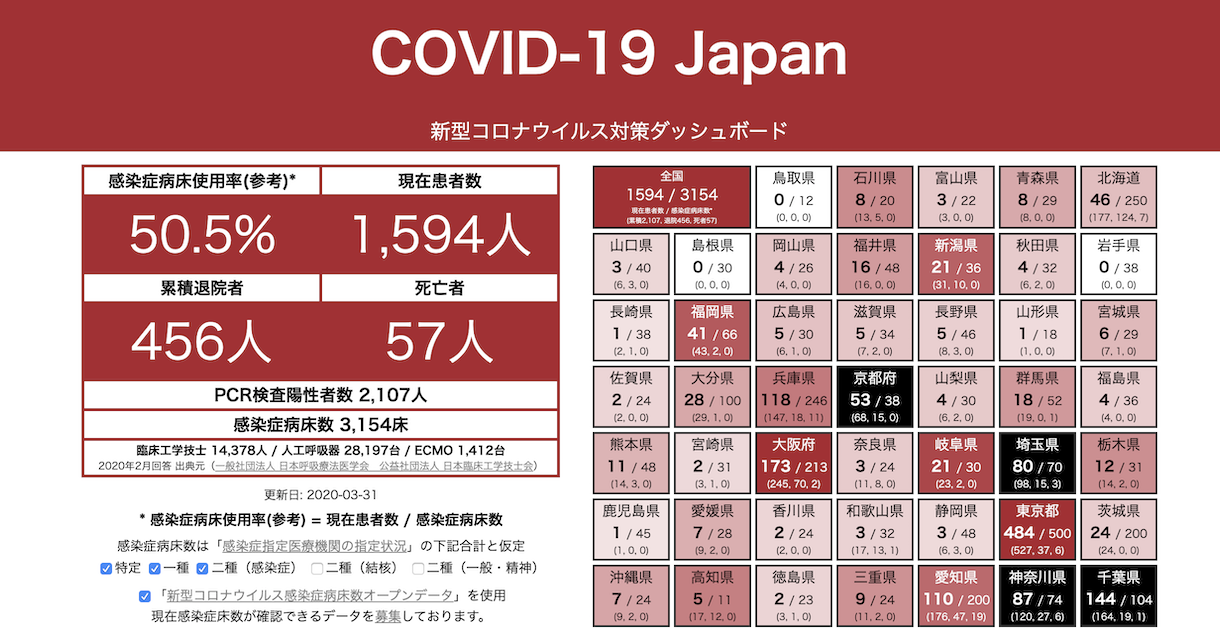 COVID-19 Japan
新型コロナウイルス対策ダッシュボード
感染症病床使用率(参考)*
現在患者数
50.5%
1,594人
累積退院者
死亡者
456人
57人
PCR検査陽性者数 2,107人
感染症病床数 3,154床
臨床工学技士 14,378人 / 人工呼吸器 28,197台 / ECMO 1,412台
2020年2月回答 出典元（一般社団法人 日本呼吸療法医学会　公益社団法人 日本臨床工学技士会）
更新日: 2020-03-31
* 感染症病床使用率(参考) = 現在患者数 / 感染症病床数
感染症病床数は「感染症指定医療機関の指定状況」の下記合計と仮定
特定 一種 二種（感染症） 二種（結核） 二種（一般・精神）
「新型コロナウイルス感染症病床数オープンデータ」を使用
現在感染症床数が確認できるデータを募集しております。
全国
1594 / 3154
現在患者数 / 感染症病床数*
(累積2,107, 退院456, 死者57)
鳥取県
0 / 12
(0, 0, 0)
石川県
8 / 20
(13, 5, 0)
富山県
3 / 22
(3, 0, 0)
青森県
8 / 29
(8, 0, 0)
北海道
46 / 250
(177, 124, 7)
山口県
3 / 40
(6, 3, 0)
島根県
0 / 30
(0, 0, 0)
岡山県
4 / 26
(4, 0, 0)
福井県
16 / 48
(16, 0, 0)
新潟県
21 / 36
(31, 10, 0)
秋田県
4 / 32
(6, 2, 0)
岩手県
0 / 38
(0, 0, 0)
長崎県
1 / 38
(2, 1, 0)
福岡県
41 / 66
(43, 2, 0)
広島県
5 / 30
(6, 1, 0)
滋賀県
5 / 34
(7, 2, 0)
長野県
5 / 46
(8, 3, 0)
山形県
1 / 18
(1, 0, 0)
宮城県
6 / 29
(7, 1, 0)
佐賀県
2 / 24
(2, 0, 0)
大分県
28 / 100
(29, 1, 0)
兵庫県
118 / 246
(147, 18, 11)
京都府
53 / 38
(68, 15, 0)
山梨県
4 / 30
(6, 2, 0)
群馬県
18 / 52
(19, 0, 1)
福島県
4 / 36
(4, 0, 0)
熊本県
11 / 48
(14, 3, 0)
宮崎県
2 / 31
(3, 1, 0)
大阪府
173 / 213
(245, 70, 2)
奈良県
3 / 24
(11, 8, 0)
岐阜県
21 / 30
(23, 2, 0)
埼玉県
80 / 70
(98, 15, 3)
栃木県
12 / 31
(14, 2, 0)
鹿児島県
1 / 45
(1, 0, 0)
愛媛県
7 / 28
(9, 2, 0)
香川県
2 / 24
(2, 0, 0)
和歌山県
3 / 32
(17, 13, 1)
静岡県
3 / 48
(6, 3, 0)
東京都
484 / 500
(527, 37, 6)
茨城県
24 / 200
(24, 0, 0)
沖縄県
7 / 24
(9, 2, 0)
高知県
5 / 11
(17, 12, 0)
徳島県
2 / 23
(3, 1, 0)
三重県
9 / 24
(11, 2, 0)
愛知県
110 / 200
(176, 47, 19)
神奈川県
87 / 74
(120, 27, 6)
千葉県
144 / 104
(164, 19, 1)